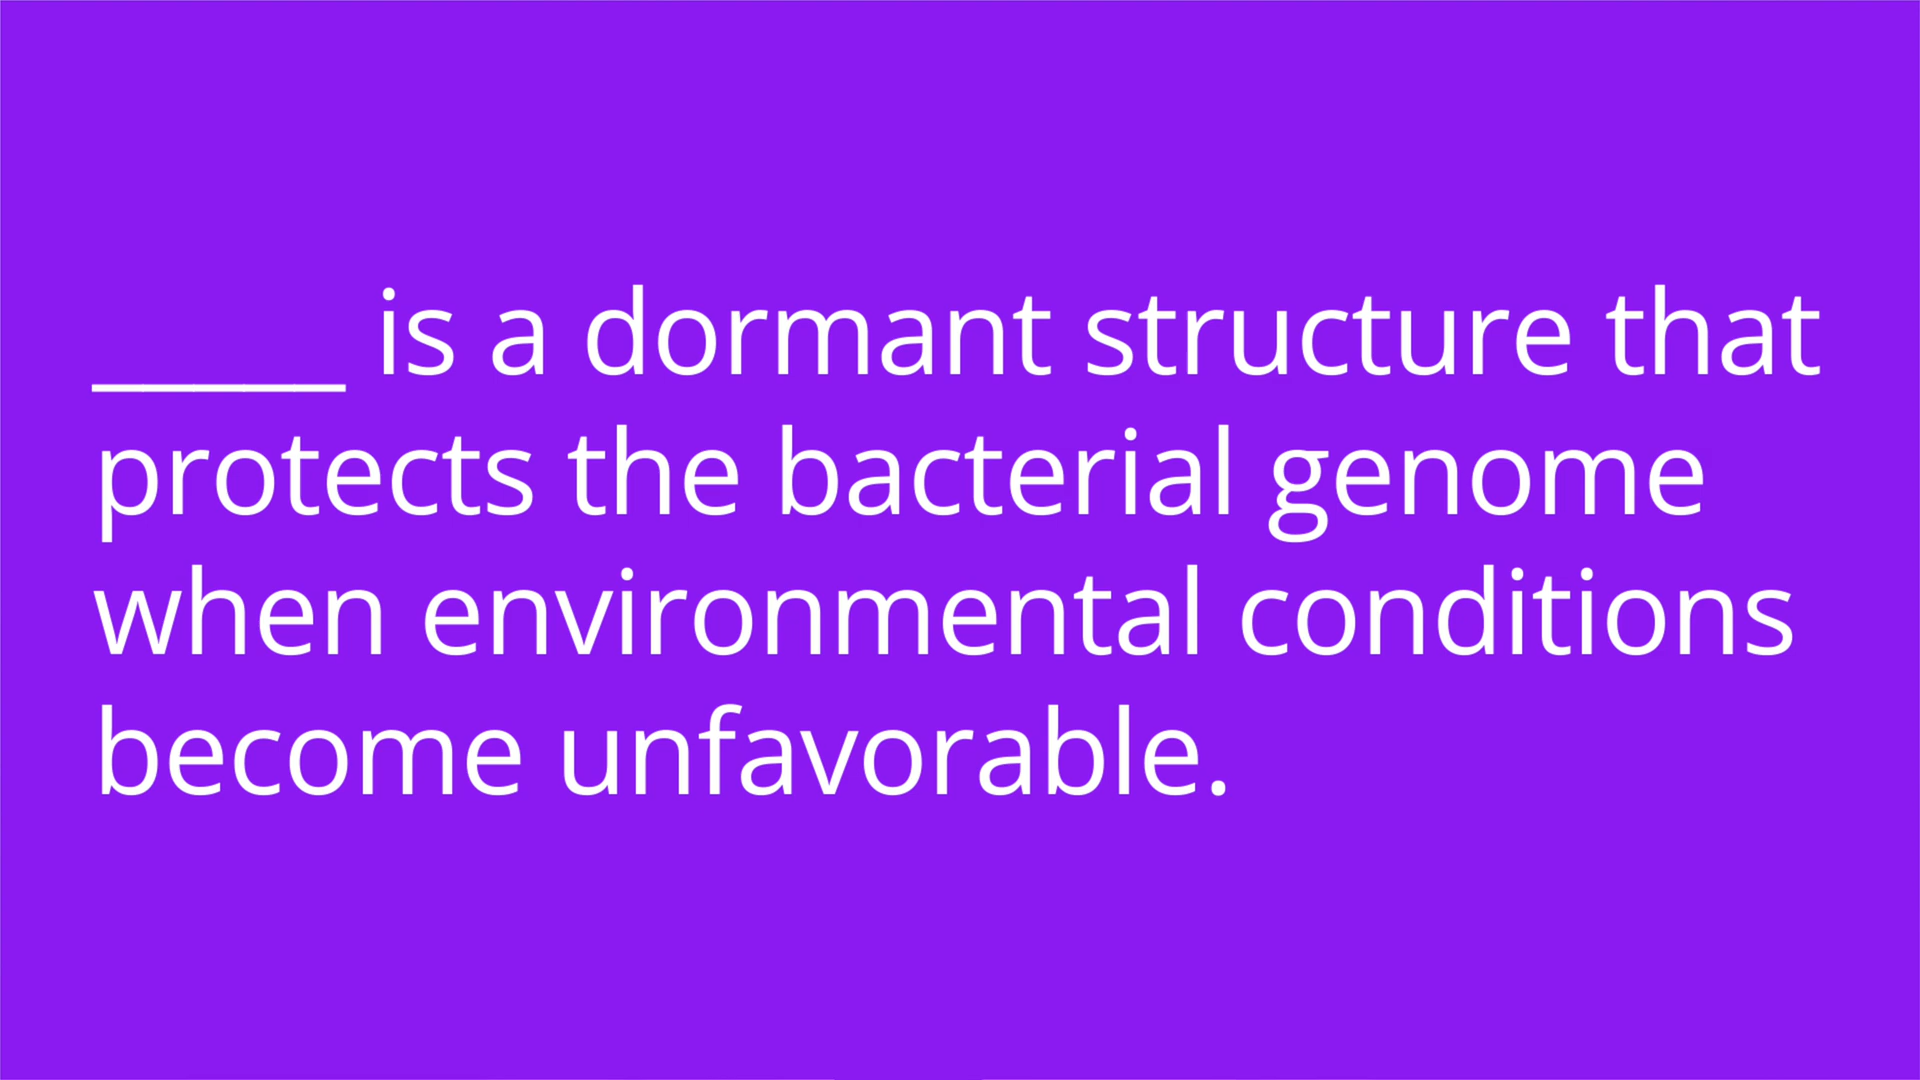 _____ is a dormant structure that
protects the bacterial genome
when environmental conditions
become unfavorable.